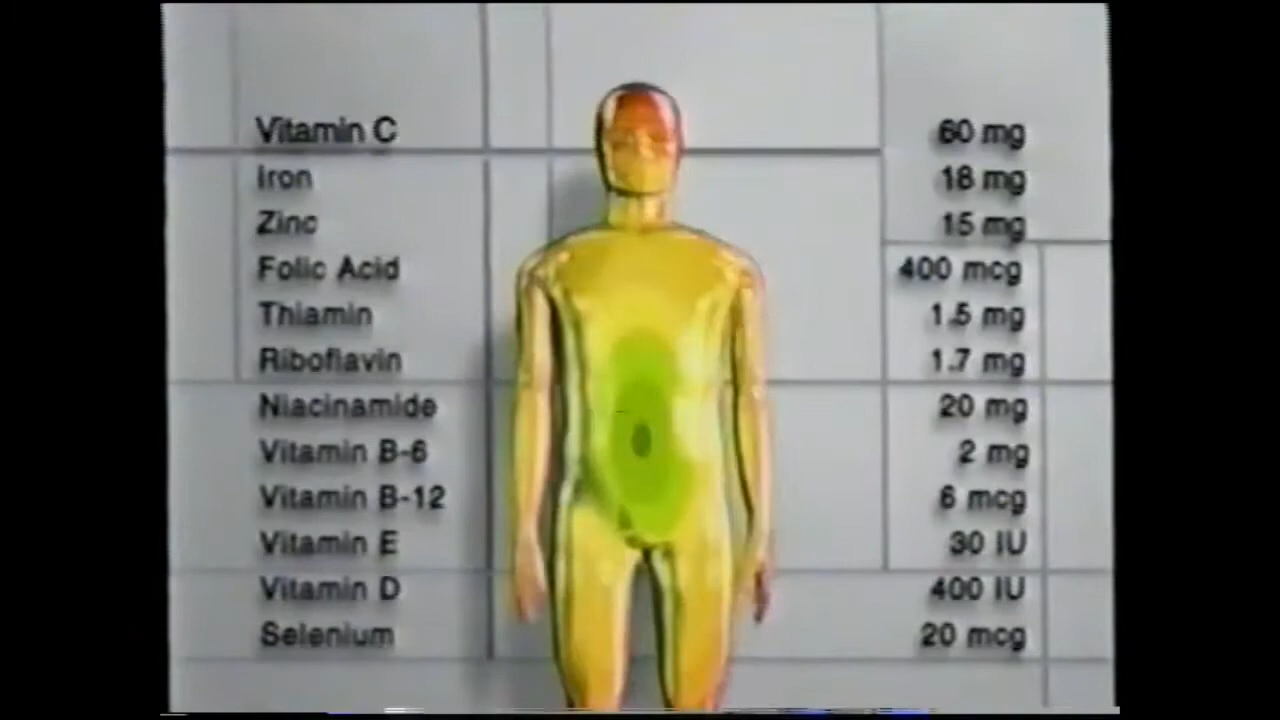 Vitamin C 60 mg
Iron 18 mg
Zinc 15 mg
Folic Acid 400 mcg
Thiamin 1.5 mg
Riboflavin 1.7 mg
Niacinamide 20 mg
Vitamin B-6 2 mg
Vitamin B-12 6 mcg
Vitamin E 30 IU
Vitamin D 400 IU
Selenium 20 mcg